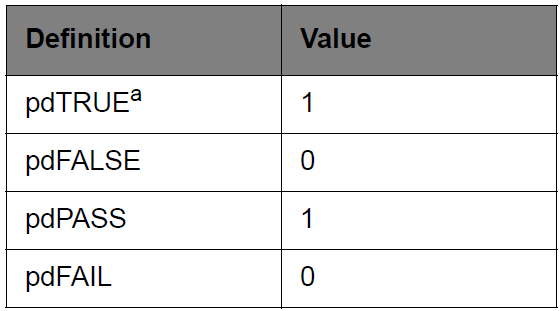 Definition Value
pdTRUEa 1
pdFALSE 0
pdPASS 1
pdFAIL 0